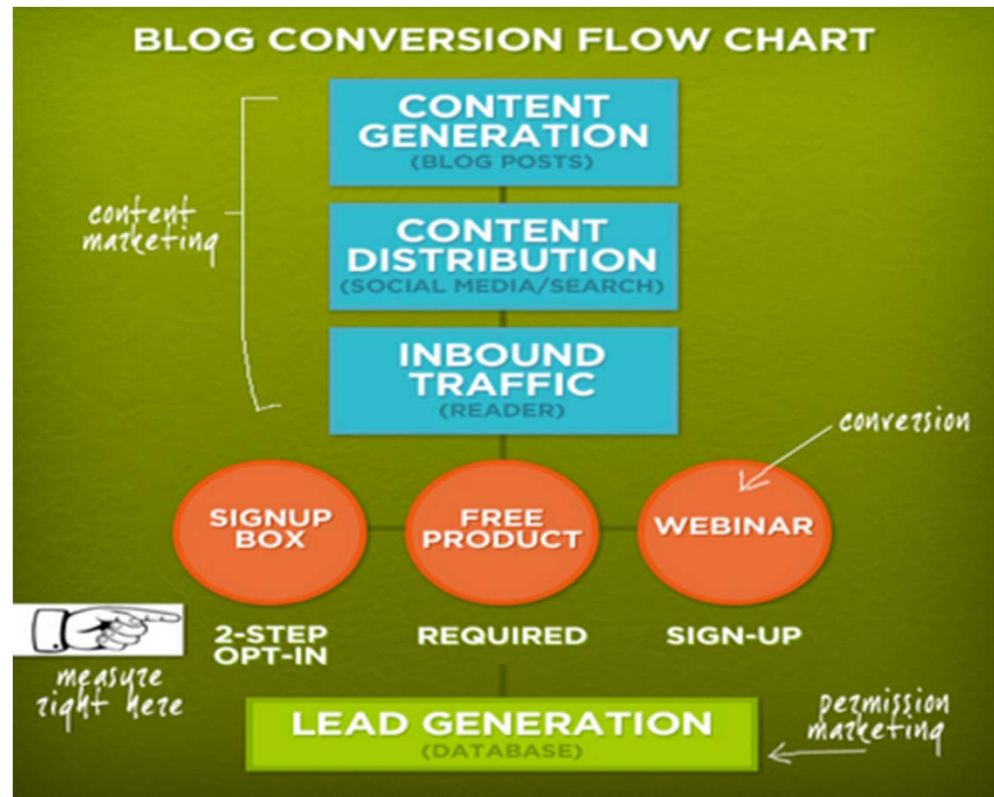 BLOG CONVERSION FLOW CHART
CONTENT
GENERATION
(BLOG POSTS)
content
marketing
CONTENT
DISTRIBUTION
(SOCIAL MEDIA/SEARCH)
INBOUND
TRAFFIC
(READER)
conversion
SIGNUP
BOX
FREE
PRODUCT
WEBINAR
2-STEP
OPT-IN
REQUIRED
SIGN-UP
measure
right here
LEAD GENERATION
(DATABASE)
permission
marketing